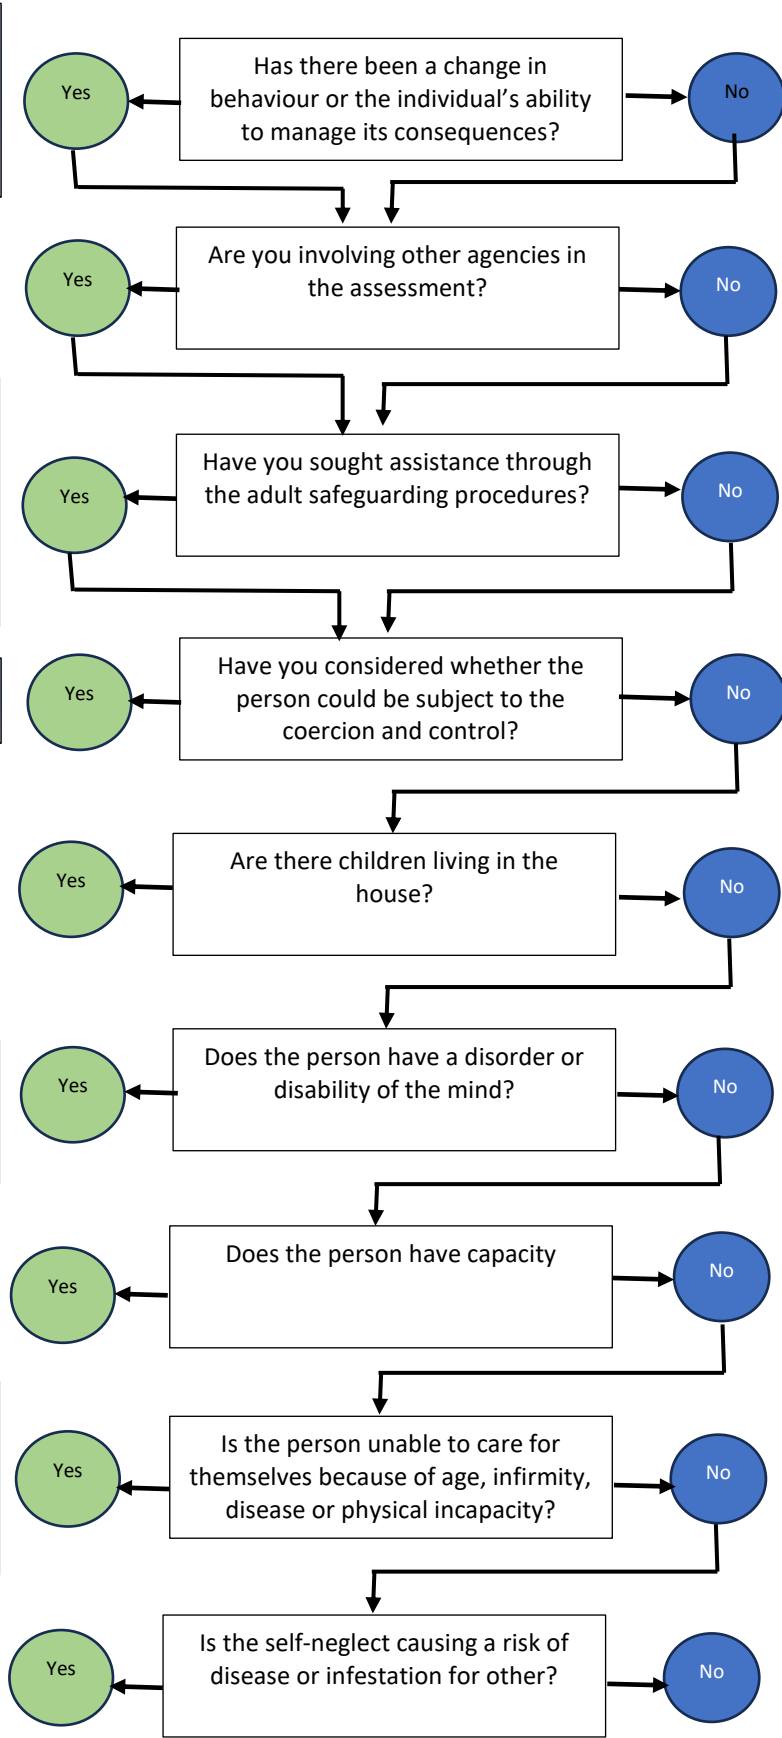 Has there been a change in
behaviour or the individual's ability
to manage its consequences?
Yes
No
Are you involving other agencies in
the assessment?
Yes
No
Have you sought assistance through
the adult safeguarding procedures?
Yes
No
Have you considered whether the
person could be subject to the
coercion and control?
Yes
No
Are there children living in the
house?
Yes
No
Does the person have a disorder or
disability of the mind?
Yes
No
Does the person have capacity
Yes
No
Is the person unable to care for
themselves because of age, infirmity,
disease or physical incapacity?
Yes
No
Is the self-neglect causing a risk of
disease or infestation for other?
Yes
No